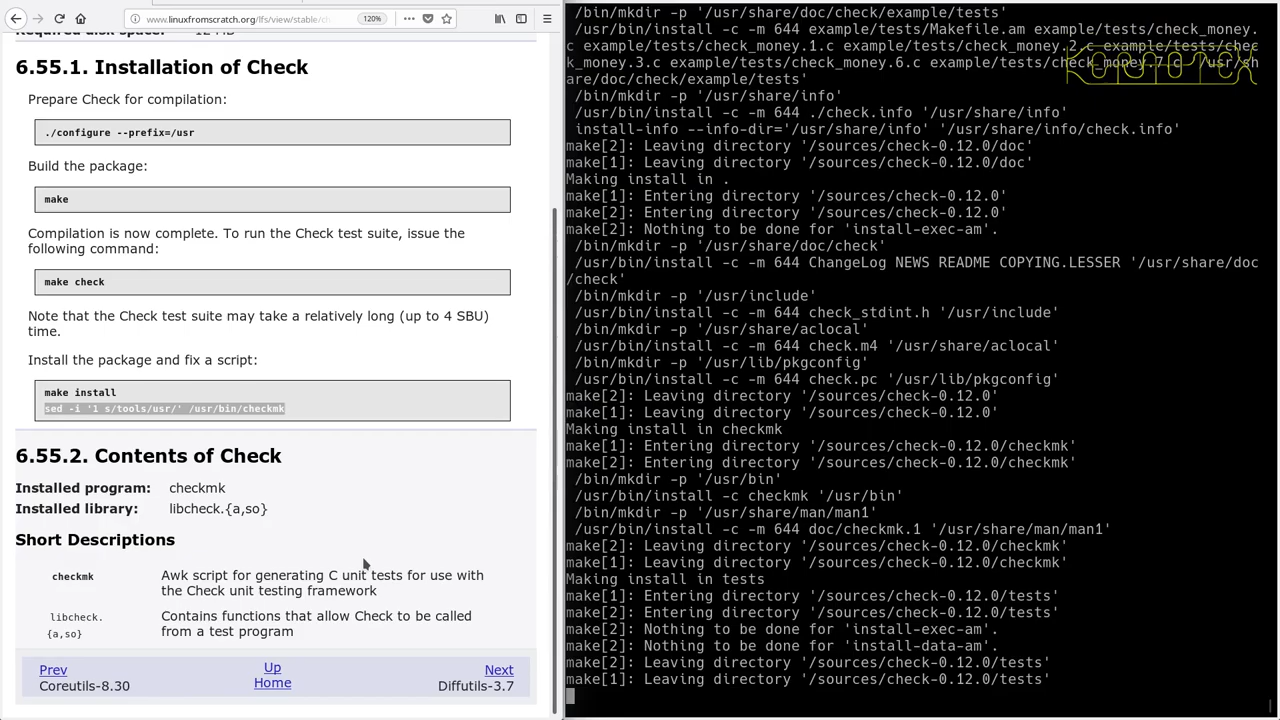 www.linuxfromscratch.org/lfs/view/stable/ch
120%
6.55.1. Installation of Check
Prepare Check for compilation:
./configure --prefix=/usr
Build the package:
make
Compilation is now complete. To run the Check test suite, issue the
following command:
make check
Note that the Check test suite may take a relatively long (up to 4 SBU)
time.
Install the package and fix a script:
make install
sed -i '1 s/tools/usr/' /usr/bin/checkmk
6.55.2. Contents of Check
Installed program: checkmk
Installed library: libcheck.{a,so}
Short Descriptions
checkmk Awk script for generating C unit tests for use with
the Check unit testing framework
libcheck. Contains functions that allow Check to be called
{a,so} from a test program
Prev Up Next
Coreutils-8.30 Home Diffutils-3.7
/bin/mkdir -p '/usr/share/doc/check/example/tests'
/usr/bin/install -c -m 644 example/tests/Makefile.am example/tests/check_money.
c example/tests/check_money.1.c example/tests/check_money.2.c example/tests/chec
k_money.3.c example/tests/check_money.6.c example/tests/check_money.7.c '/usr/sh
are/doc/check/example/tests'
/bin/mkdir -p '/usr/share/info'
/usr/bin/install -c -m 644 ./check.info '/usr/share/info'
install-info --info-dir='/usr/share/info' '/usr/share/info/check.info'
make[2]: Leaving directory '/sources/check-0.12.0/doc'
make[1]: Leaving directory '/sources/check-0.12.0/doc'
Making install in .
make[1]: Entering directory '/sources/check-0.12.0'
make[2]: Entering directory '/sources/check-0.12.0'
make[2]: Nothing to be done for 'install-exec-am'.
/bin/mkdir -p '/usr/share/doc/check'
/usr/bin/install -c -m 644 ChangeLog NEWS README COPYING.LESSER '/usr/share/doc
/check'
/bin/mkdir -p '/usr/include'
/usr/bin/install -c -m 644 check_stdint.h '/usr/include'
/bin/mkdir -p '/usr/share/aclocal'
/usr/bin/install -c -m 644 check.m4 '/usr/share/aclocal'
/bin/mkdir -p '/usr/lib/pkgconfig'
/usr/bin/install -c -m 644 check.pc '/usr/lib/pkgconfig'
make[2]: Leaving directory '/sources/check-0.12.0'
make[1]: Leaving directory '/sources/check-0.12.0'
Making install in checkmk
make[1]: Entering directory '/sources/check-0.12.0/checkmk'
make[2]: Entering directory '/sources/check-0.12.0/checkmk'
/bin/mkdir -p '/usr/bin'
/usr/bin/install -c checkmk '/usr/bin'
/bin/mkdir -p '/usr/share/man/man1'
/usr/bin/install -c -m 644 doc/checkmk.1 '/usr/share/man/man1'
make[2]: Leaving directory '/sources/check-0.12.0/checkmk'
make[1]: Leaving directory '/sources/check-0.12.0/checkmk'
Making install in tests
make[1]: Entering directory '/sources/check-0.12.0/tests'
make[2]: Entering directory '/sources/check-0.12.0/tests'
make[2]: Nothing to be done for 'install-exec-am'.
make[2]: Nothing to be done for 'install-data-am'.
make[2]: Leaving directory '/sources/check-0.12.0/tests'
make[1]: Leaving directory '/sources/check-0.12.0/tests'